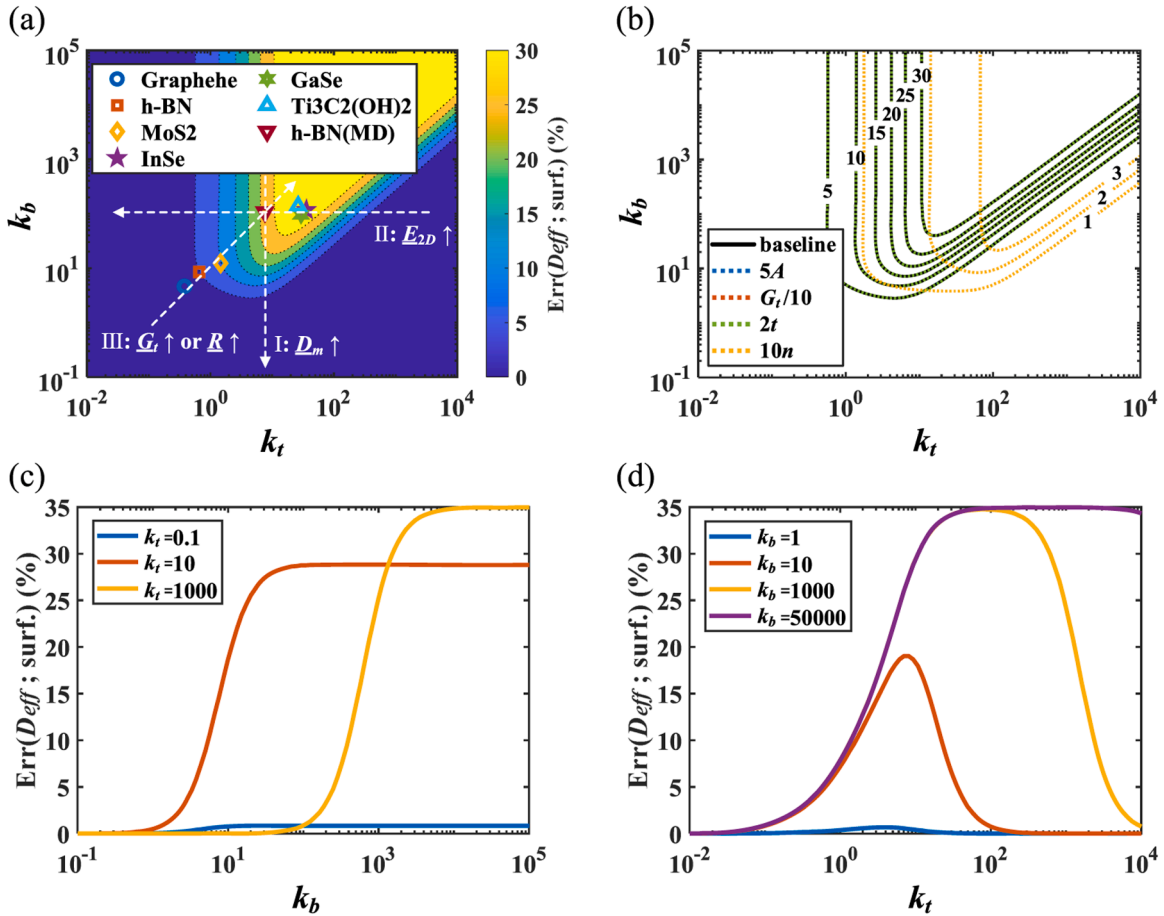 (a)
10^5
10^3
10^1
10^-1
k_b
10^-2
10^0
10^2
10^4
k_t
Graphehe
h-BN
MoS2
InSe
GaSe
Ti3C2(OH)2
h-BN(MD)
II: E_2D ↑
III: G_t ↑ or R ↑
I: D_m ↑
30
25
20
15
10
5
0
Err(Deff ; surf.) (%)
(b)
10^5
10^3
10^1
10^-1
k_b
10^-2
10^0
10^2
10^4
k_t
5
10
15
20
25
30
3
2
1
baseline
5A
G_t/10
2t
10n
(c)
35
30
25
20
15
10
5
0
Err(Deff ; surf.) (%)
k_t=0.1
k_t=10
k_t=1000
10^-1
10^1
10^3
10^5
k_b
(d)
35
30
25
20
15
10
5
0
Err(Deff ; surf.) (%)
k_b=1
k_b=10
k_b=1000
k_b=50000
10^-2
10^0
10^2
10^4
k_t